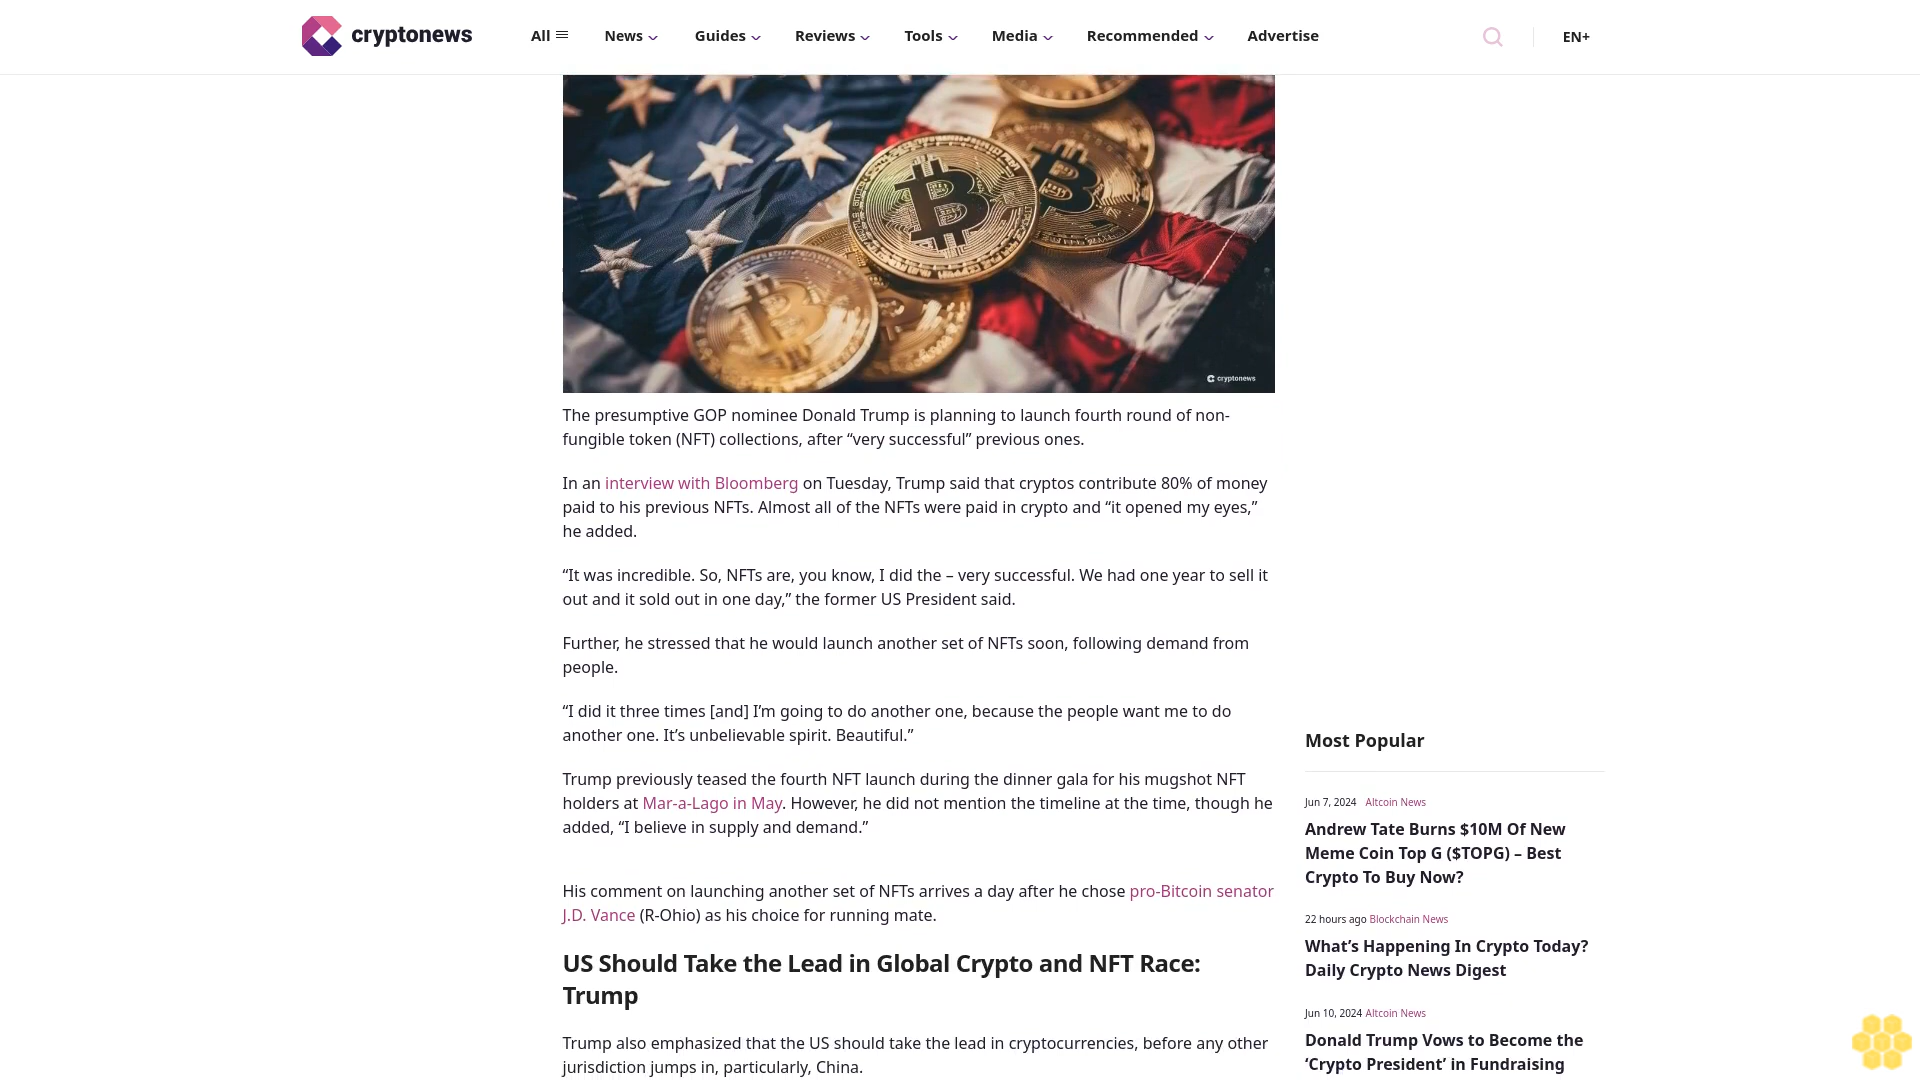 cryptonews
All
News
Guides
Reviews
Tools
Media
Recommended
Advertise
EN+
cryptonews
The presumptive GOP nominee Donald Trump is planning to launch fourth round of non-
fungible token (NFT) collections, after “very successful” previous ones.
In an interview with Bloomberg on Tuesday, Trump said that cryptos contribute 80% of money
paid to his previous NFTs. Almost all of the NFTs were paid in crypto and “it opened my eyes,”
he added.
“It was incredible. So, NFTs are, you know, I did the – very successful. We had one year to sell it
out and it sold out in one day,” the former US President said.
Further, he stressed that he would launch another set of NFTs soon, following demand from
people.
“I did it three times [and] I’m going to do another one, because the people want me to do
another one. It’s unbelievable spirit. Beautiful.”
Trump previously teased the fourth NFT launch during the dinner gala for his mugshot NFT
holders at Mar-a-Lago in May. However, he did not mention the timeline at the time, though he
added, “I believe in supply and demand.”
His comment on launching another set of NFTs arrives a day after he chose pro-Bitcoin senator
J.D. Vance (R-Ohio) as his choice for running mate.
US Should Take the Lead in Global Crypto and NFT Race:
Trump
Trump also emphasized that the US should take the lead in cryptocurrencies, before any other
jurisdiction jumps in, particularly, China.
Most Popular
Jun 7, 2024 Altcoin News
Andrew Tate Burns $10M Of New
Meme Coin Top G ($TOPG) – Best
Crypto To Buy Now?
22 hours ago Blockchain News
What’s Happening In Crypto Today?
Daily Crypto News Digest
Jun 10, 2024 Altcoin News
Donald Trump Vows to Become the
‘Crypto President’ in Fundraising